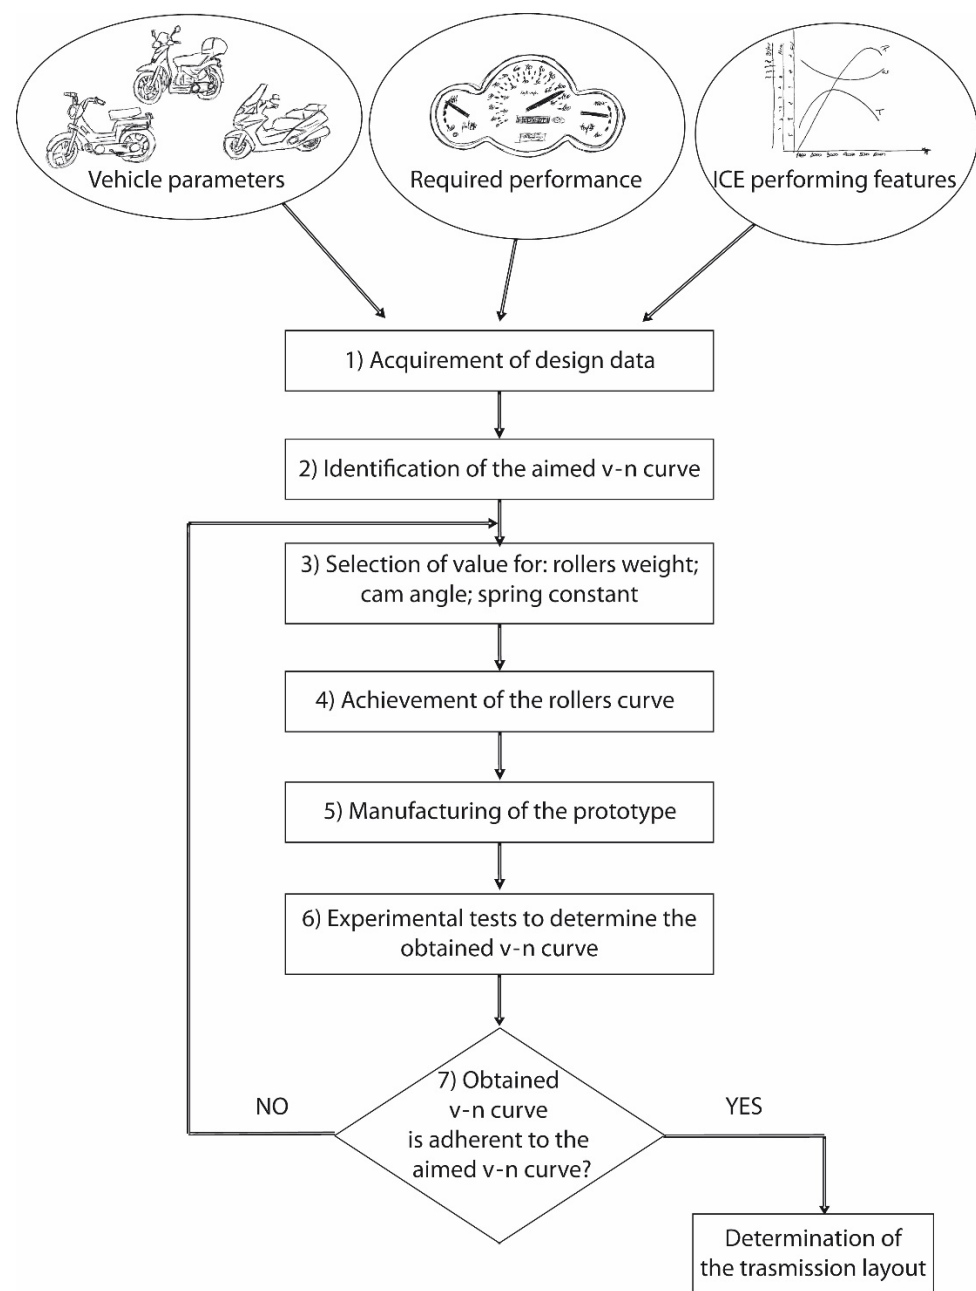 Vehicle parameters
Required performance
ICE performing features
1) Acquirement of design data
2) Identification of the aimed v-n curve
3) Selection of value for: rollers weight;
cam angle; spring constant
4) Achievement of the rollers curve
5) Manufacturing of the prototype
6) Experimental tests to determine the
obtained v-n curve
7) Obtained
v-n curve
is adherent to the
aimed v-n curve?
NO
YES
Determination of
the trasmission layout